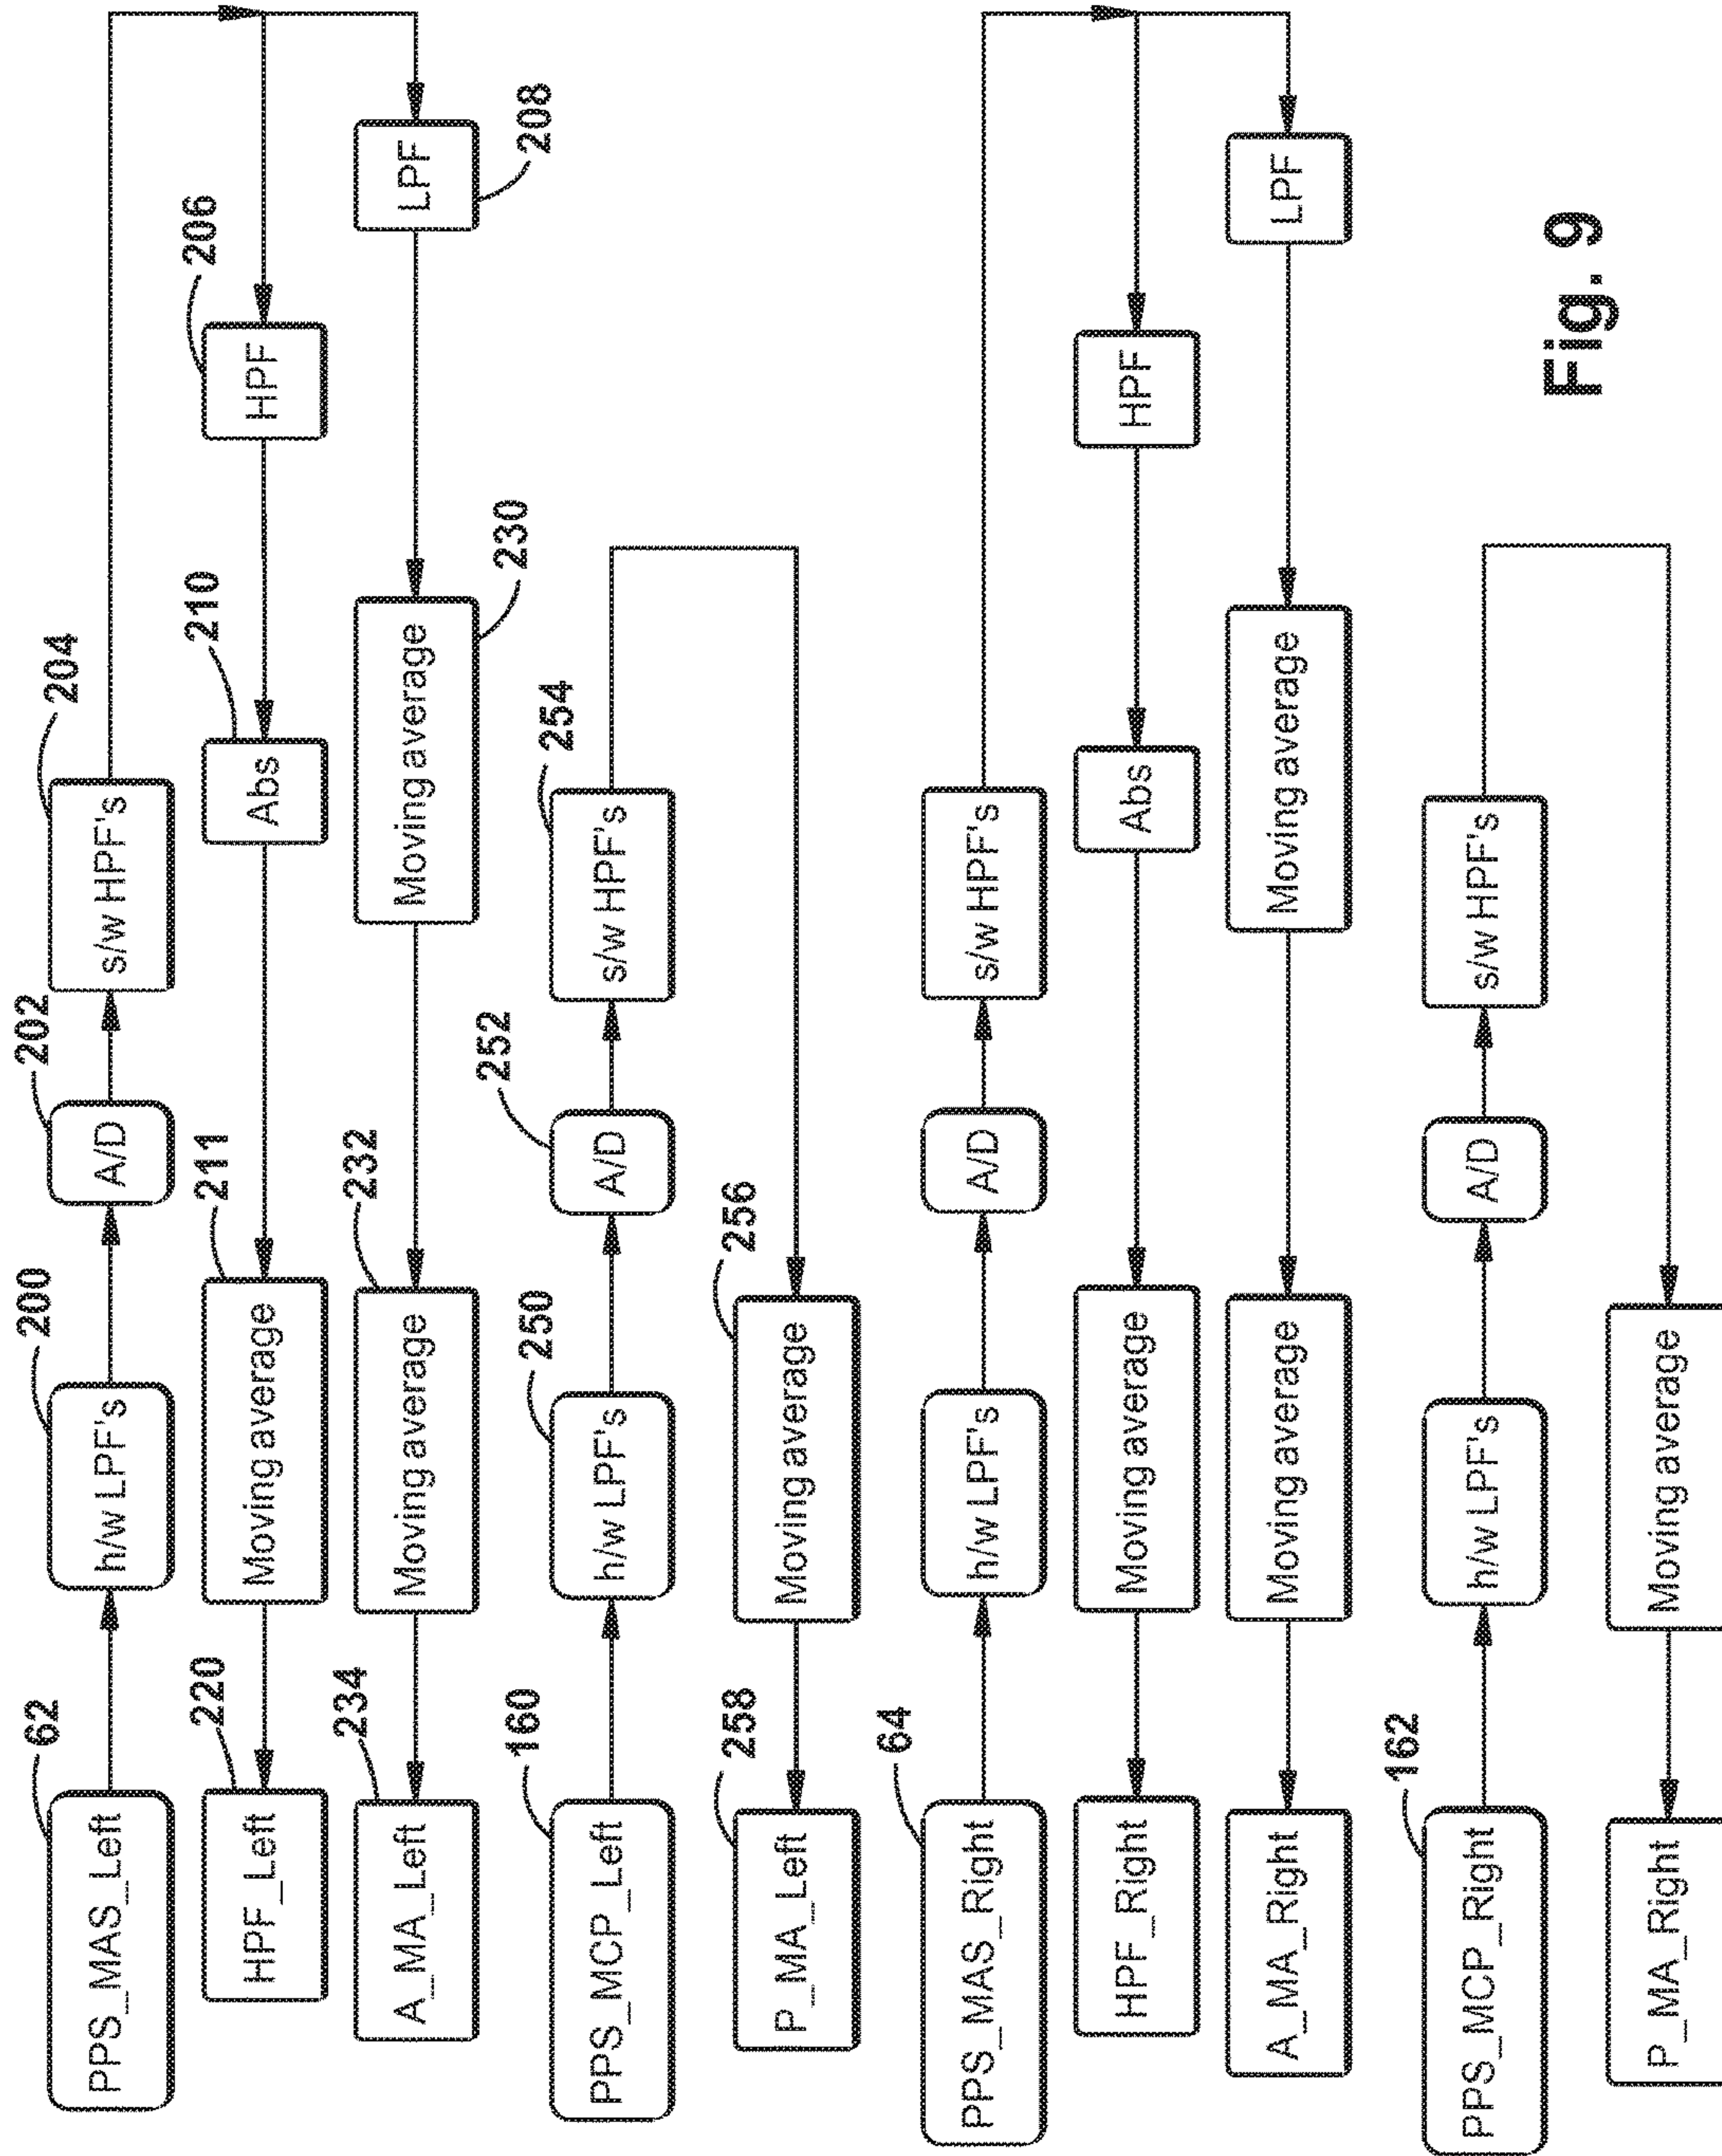 62
200
202
204
PPS_MAS_Left
h/w LPF's
A/D
s/w HPF's
220
211
210
206
HPF_Left
Moving average
Abs
HPF
234
232
230
208
A_MA_Left
Moving average
Moving average
LPF
160
250
252
254
PPS_MCP_Left
h/w LPF's
A/D
s/w HPF's
258
256
P_MA_Left
Moving average
64
PPS_MAS_Right
h/w LPF's
A/D
s/w HPF's
HPF_Right
Moving average
Abs
HPF
A_MA_Right
Moving average
Moving average
LPF
162
PPS_MCP_Right
h/w LPF's
A/D
s/w HPF's
P_MA_Right
Moving average
Fig. 9